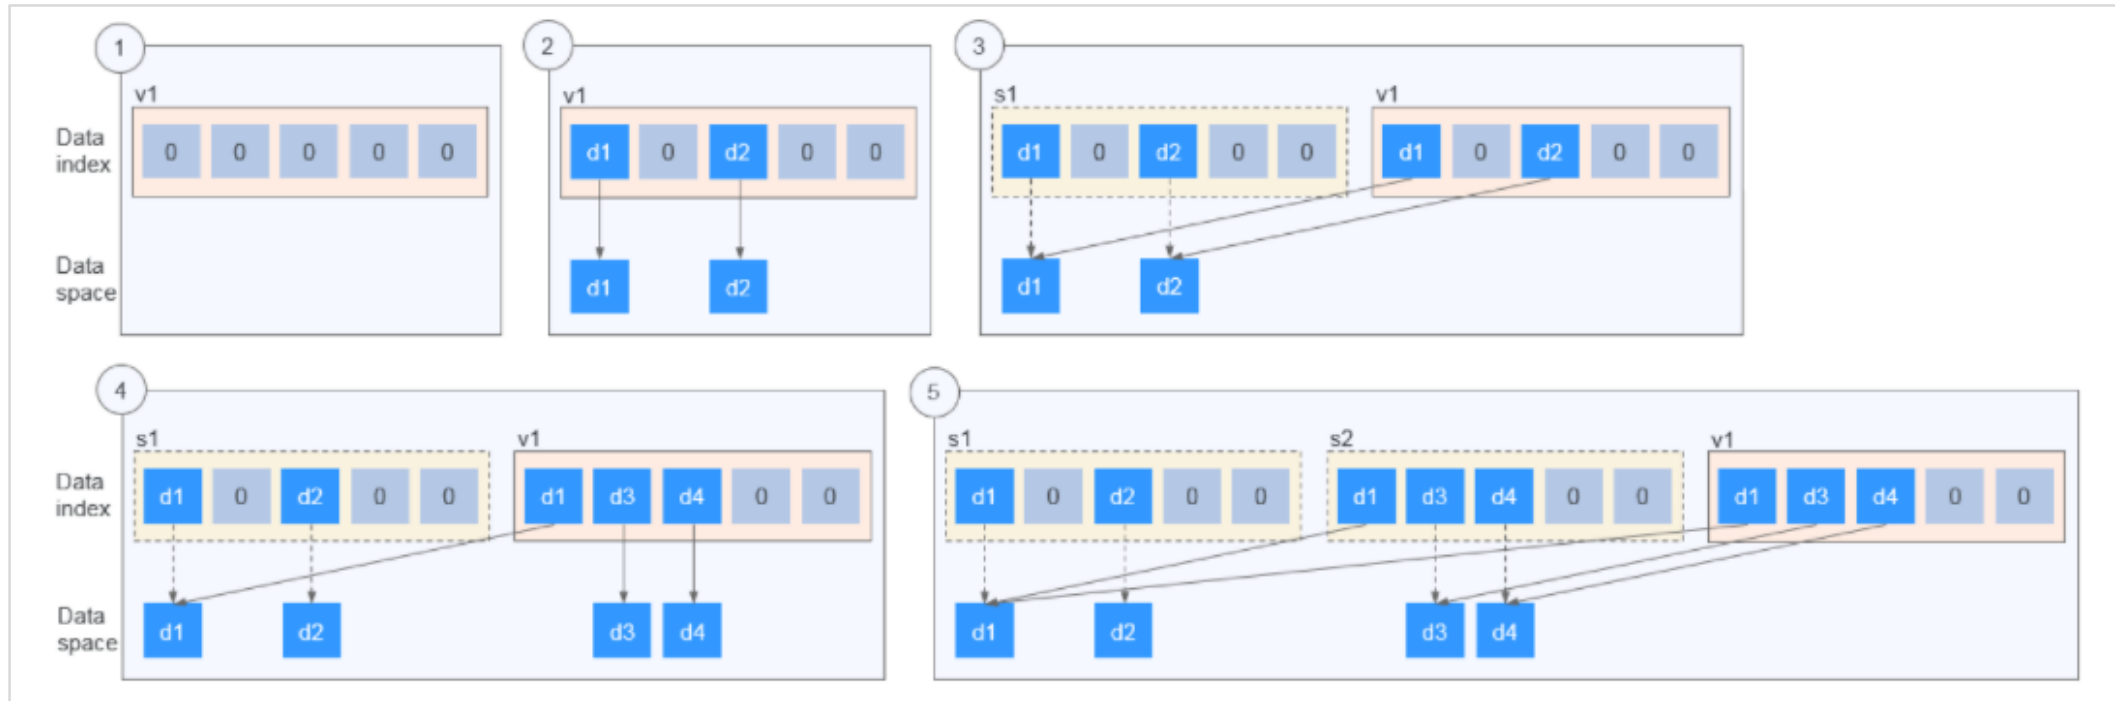 1
v1
Data
index
0 0 0 0 0
Data
space
2
v1
d1 0 d2 0 0
d1 d2
3
s1 v1
d1 0 d2 0 0 d1 0 d2 0 0
d1 d2
4
s1 v1
Data
index
d1 0 d2 0 0 d1 d3 d4 0 0
Data
space
d1 d2 d3 d4
5
s1 s2 v1
d1 0 d2 0 0 d1 d3 d4 0 0 d1 d3 d4 0 0
d1 d2 d3 d4